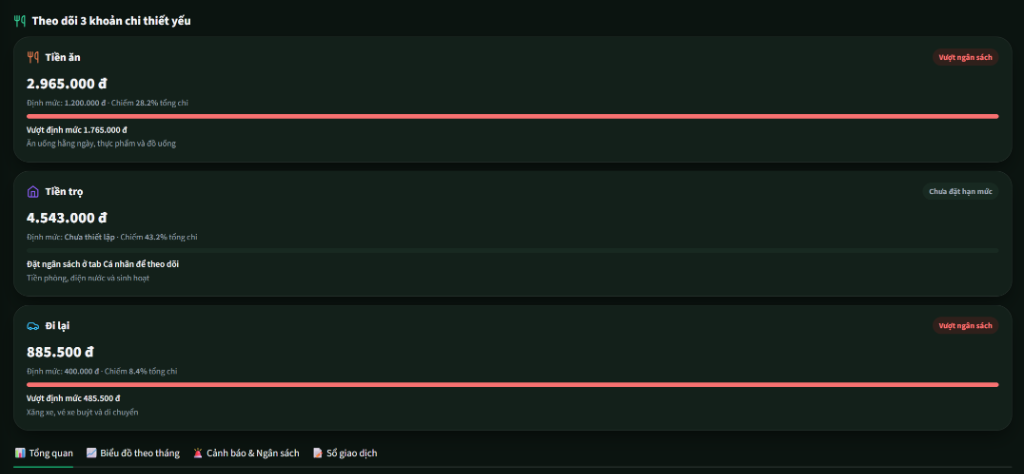 Theo dõi 3 khoản chi thiết yếu
Tiền ăn
Vượt ngân sách
2.965.000 đ
Định mức: 1.200.000 đ · Chiếm 28.2% tổng chi
Vượt định mức 1.765.000 đ
Ăn uống hằng ngày, thực phẩm và đồ uống
Tiền trọ
Chưa đặt hạn mức
4.543.000 đ
Định mức: Chưa thiết lập · Chiếm 43.2% tổng chi
Đặt ngân sách ở tab Cá nhân để theo dõi
Tiền phòng, điện nước và sinh hoạt
Đi lại
Vượt ngân sách
885.500 đ
Định mức: 400.000 đ · Chiếm 8.4% tổng chi
Vượt định mức 485.500 đ
Xăng xe, vé xe buýt và di chuyển
Tổng quan Biểu đồ theo tháng Cảnh báo & Ngân sách Sổ giao dịch